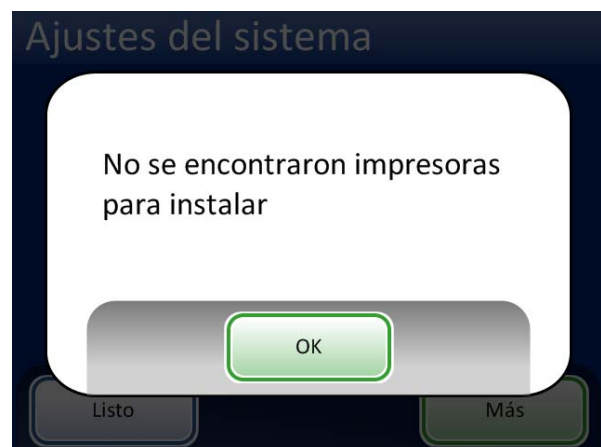 Ajustes del sistema
No se encontraron impresoras
para instalar
OK
Listo
Más